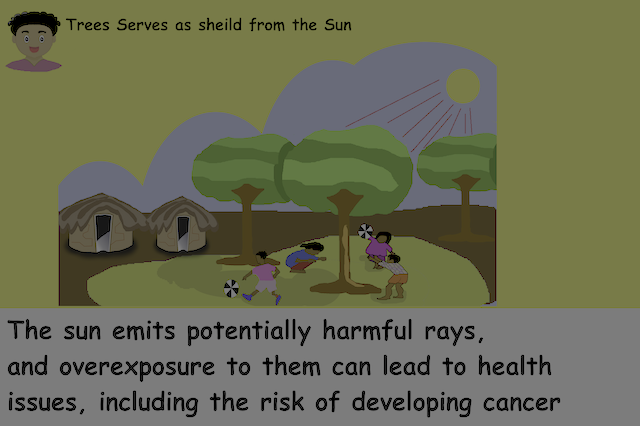 Trees Serves as sheild from the Sun
The sun emits potentially harmful rays,
and overexposure to them can lead to health
issues, including the risk of developing cancer